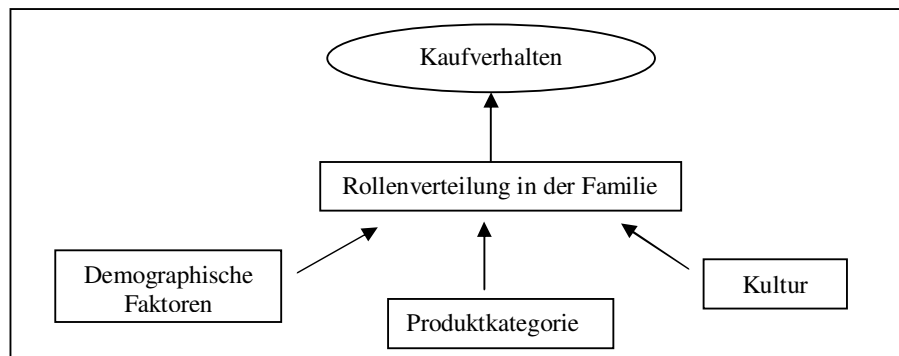 Kaufverhalten
Rollenverteilung in der Familie
Demographische
Faktoren
Produktkategorie
Kultur